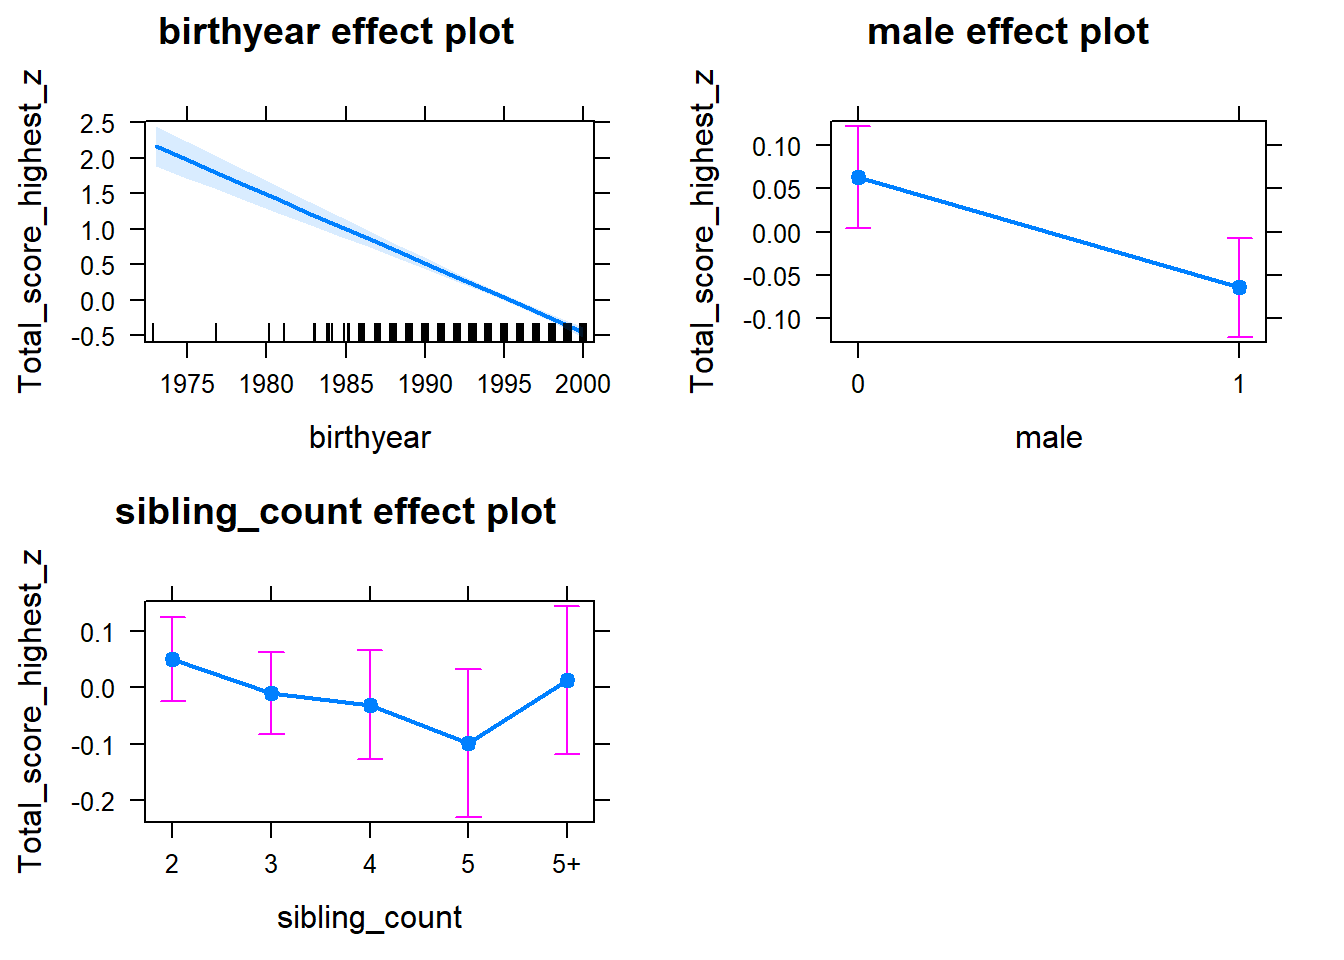 birthyear effect plot
Total_score_highest_z
2.5
2.0
1.5
1.0
0.5
0.0
-0.5
1975 1980 1985 1990 1995 2000
birthyear
male effect plot
Total_score_highest_z
0.10
0.05
0.00
-0.05
-0.10
0 1
male
sibling_count effect plot
Total_score_highest_z
0.1
0.0
-0.1
-0.2
2 3 4 5 5+
sibling_count